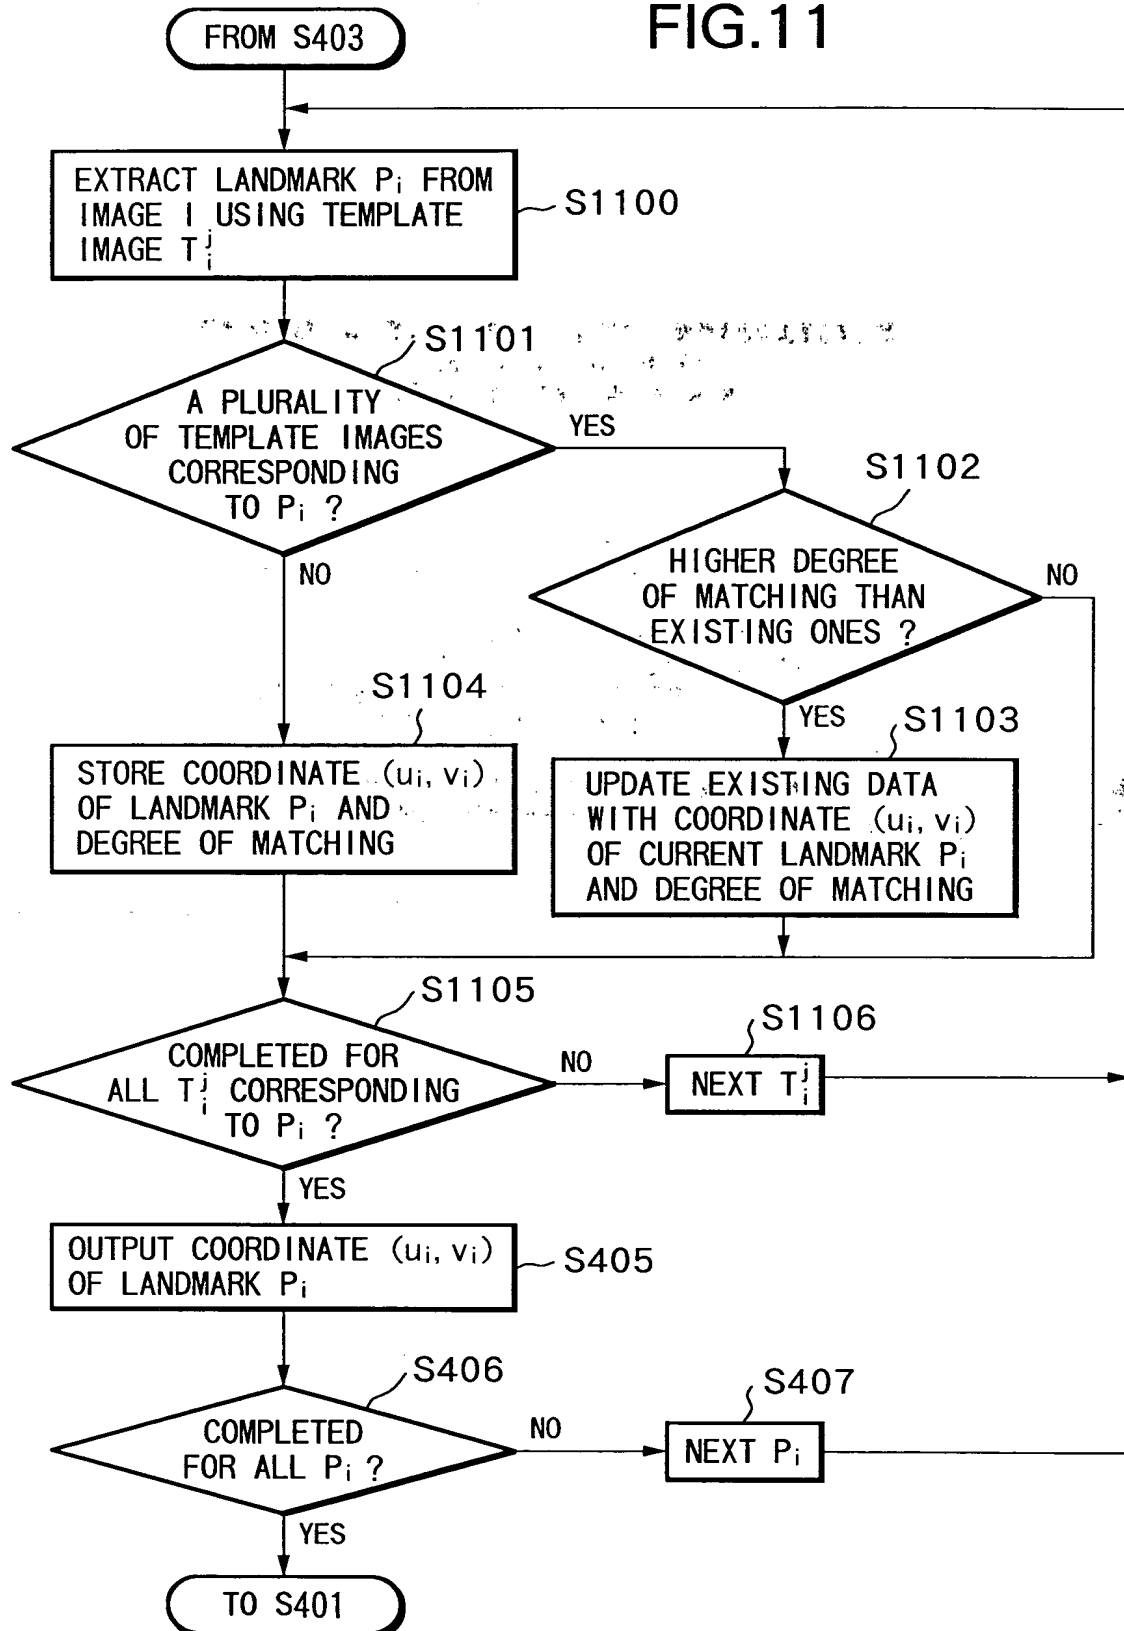 FIG.11
FROM S403
EXTRACT LANDMARK Pi FROM
IMAGE I USING TEMPLATE
IMAGE Tij
S1100
S1101
A PLURALITY
OF TEMPLATE IMAGES
CORRESPONDING
TO Pi ?
YES
NO
S1102
HIGHER DEGREE
OF MATCHING THAN
EXISTING ONES ?
NO
YES
S1104
STORE COORDINATE (ui, vi)
OF LANDMARK Pi AND
DEGREE OF MATCHING
S1103
UPDATE EXISTING DATA
WITH COORDINATE (ui, vi)
OF CURRENT LANDMARK Pi
AND DEGREE OF MATCHING
S1105
COMPLETED FOR
ALL Tij CORRESPONDING
TO Pi ?
NO
YES
S1106
NEXT Tij
OUTPUT COORDINATE (ui, vi)
OF LANDMARK Pi
S405
S406
COMPLETED
FOR ALL Pi ?
NO
YES
S407
NEXT Pi
TO S401